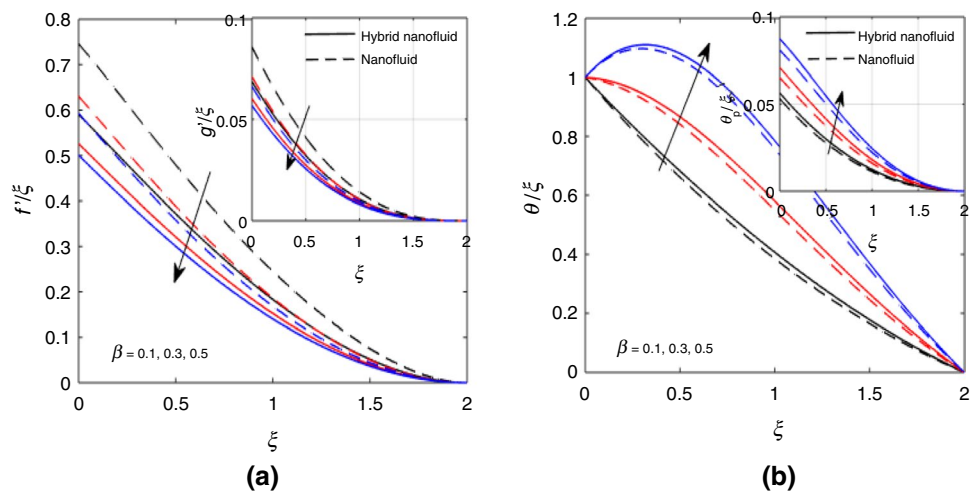 0.8
0.7
0.6
0.5
0.4
0.3
0.2
0.1
0
f'/ξ
0
0.5
1
1.5
2
ξ
β = 0.1, 0.3, 0.5
0.1
0.05
0
g'/ξ
0
0.5
1
1.5
2
ξ
Hybrid nanofluid
Nanofluid
(a)
1.2
1
0.8
0.6
0.4
0.2
0
θ/ξ
0
0.5
1
1.5
2
ξ
β = 0.1, 0.3, 0.5
0.1
0.05
0
θp/ξ
0
0.5
1
1.5
2
ξ
Hybrid nanofluid
Nanofluid
(b)